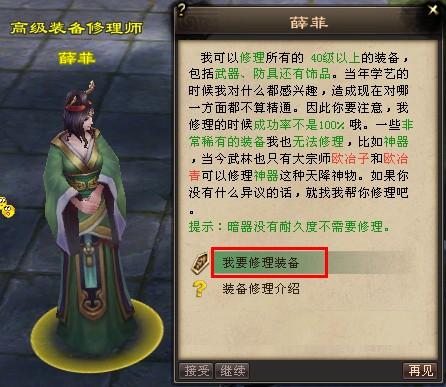 高级装备修理师
薛菲
薛菲
我可以修理所有的 40级以上的装备，
包括武器、防具还有饰品。当年学艺的
时候我对什么都感兴趣，造成现在对哪
一方面都不算精通。因此你要注意，我
修理的时候成功率不是100% 哦。一些非
常稀有的装备我也无法修理，比如神器
，当今武林也只有大宗师欧冶子和欧冶
青可以修理神器这种天降神物。如果你
没有什么异议的话，就找我帮你修理吧
。
提示：暗器没有耐久度不需要修理。
我要修理装备
装备修理介绍
接受 继续 再见